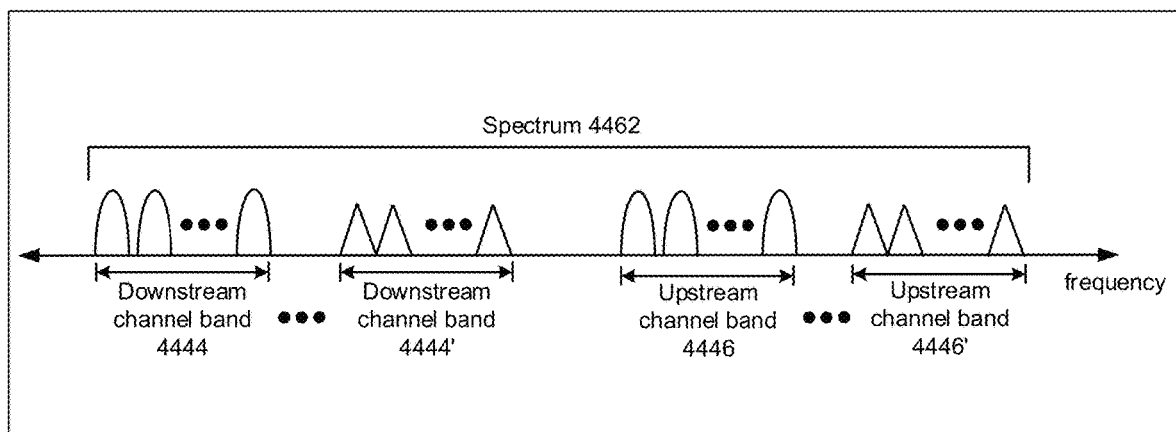 Spectrum 4462
frequency
Downstream
channel band
4444
Downstream
channel band
4444'
Upstream
channel band
4446
Upstream
channel band
4446'